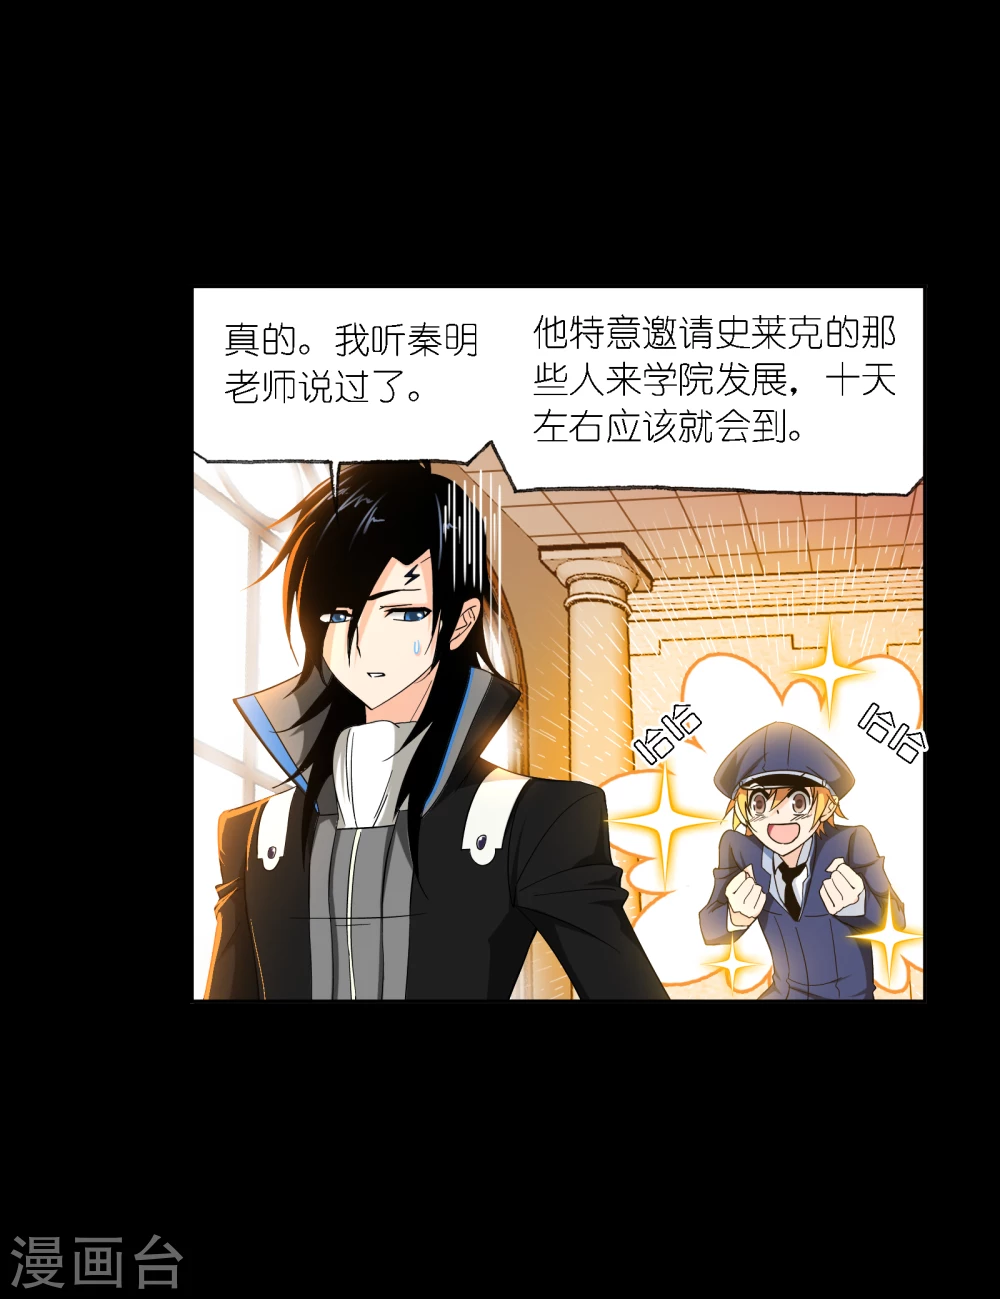 真的。我听秦明
老师说过了。
他特意邀请史莱克的那
些人来学院发展，十天
左右应该就会到。
哈哈
哈哈
漫画台